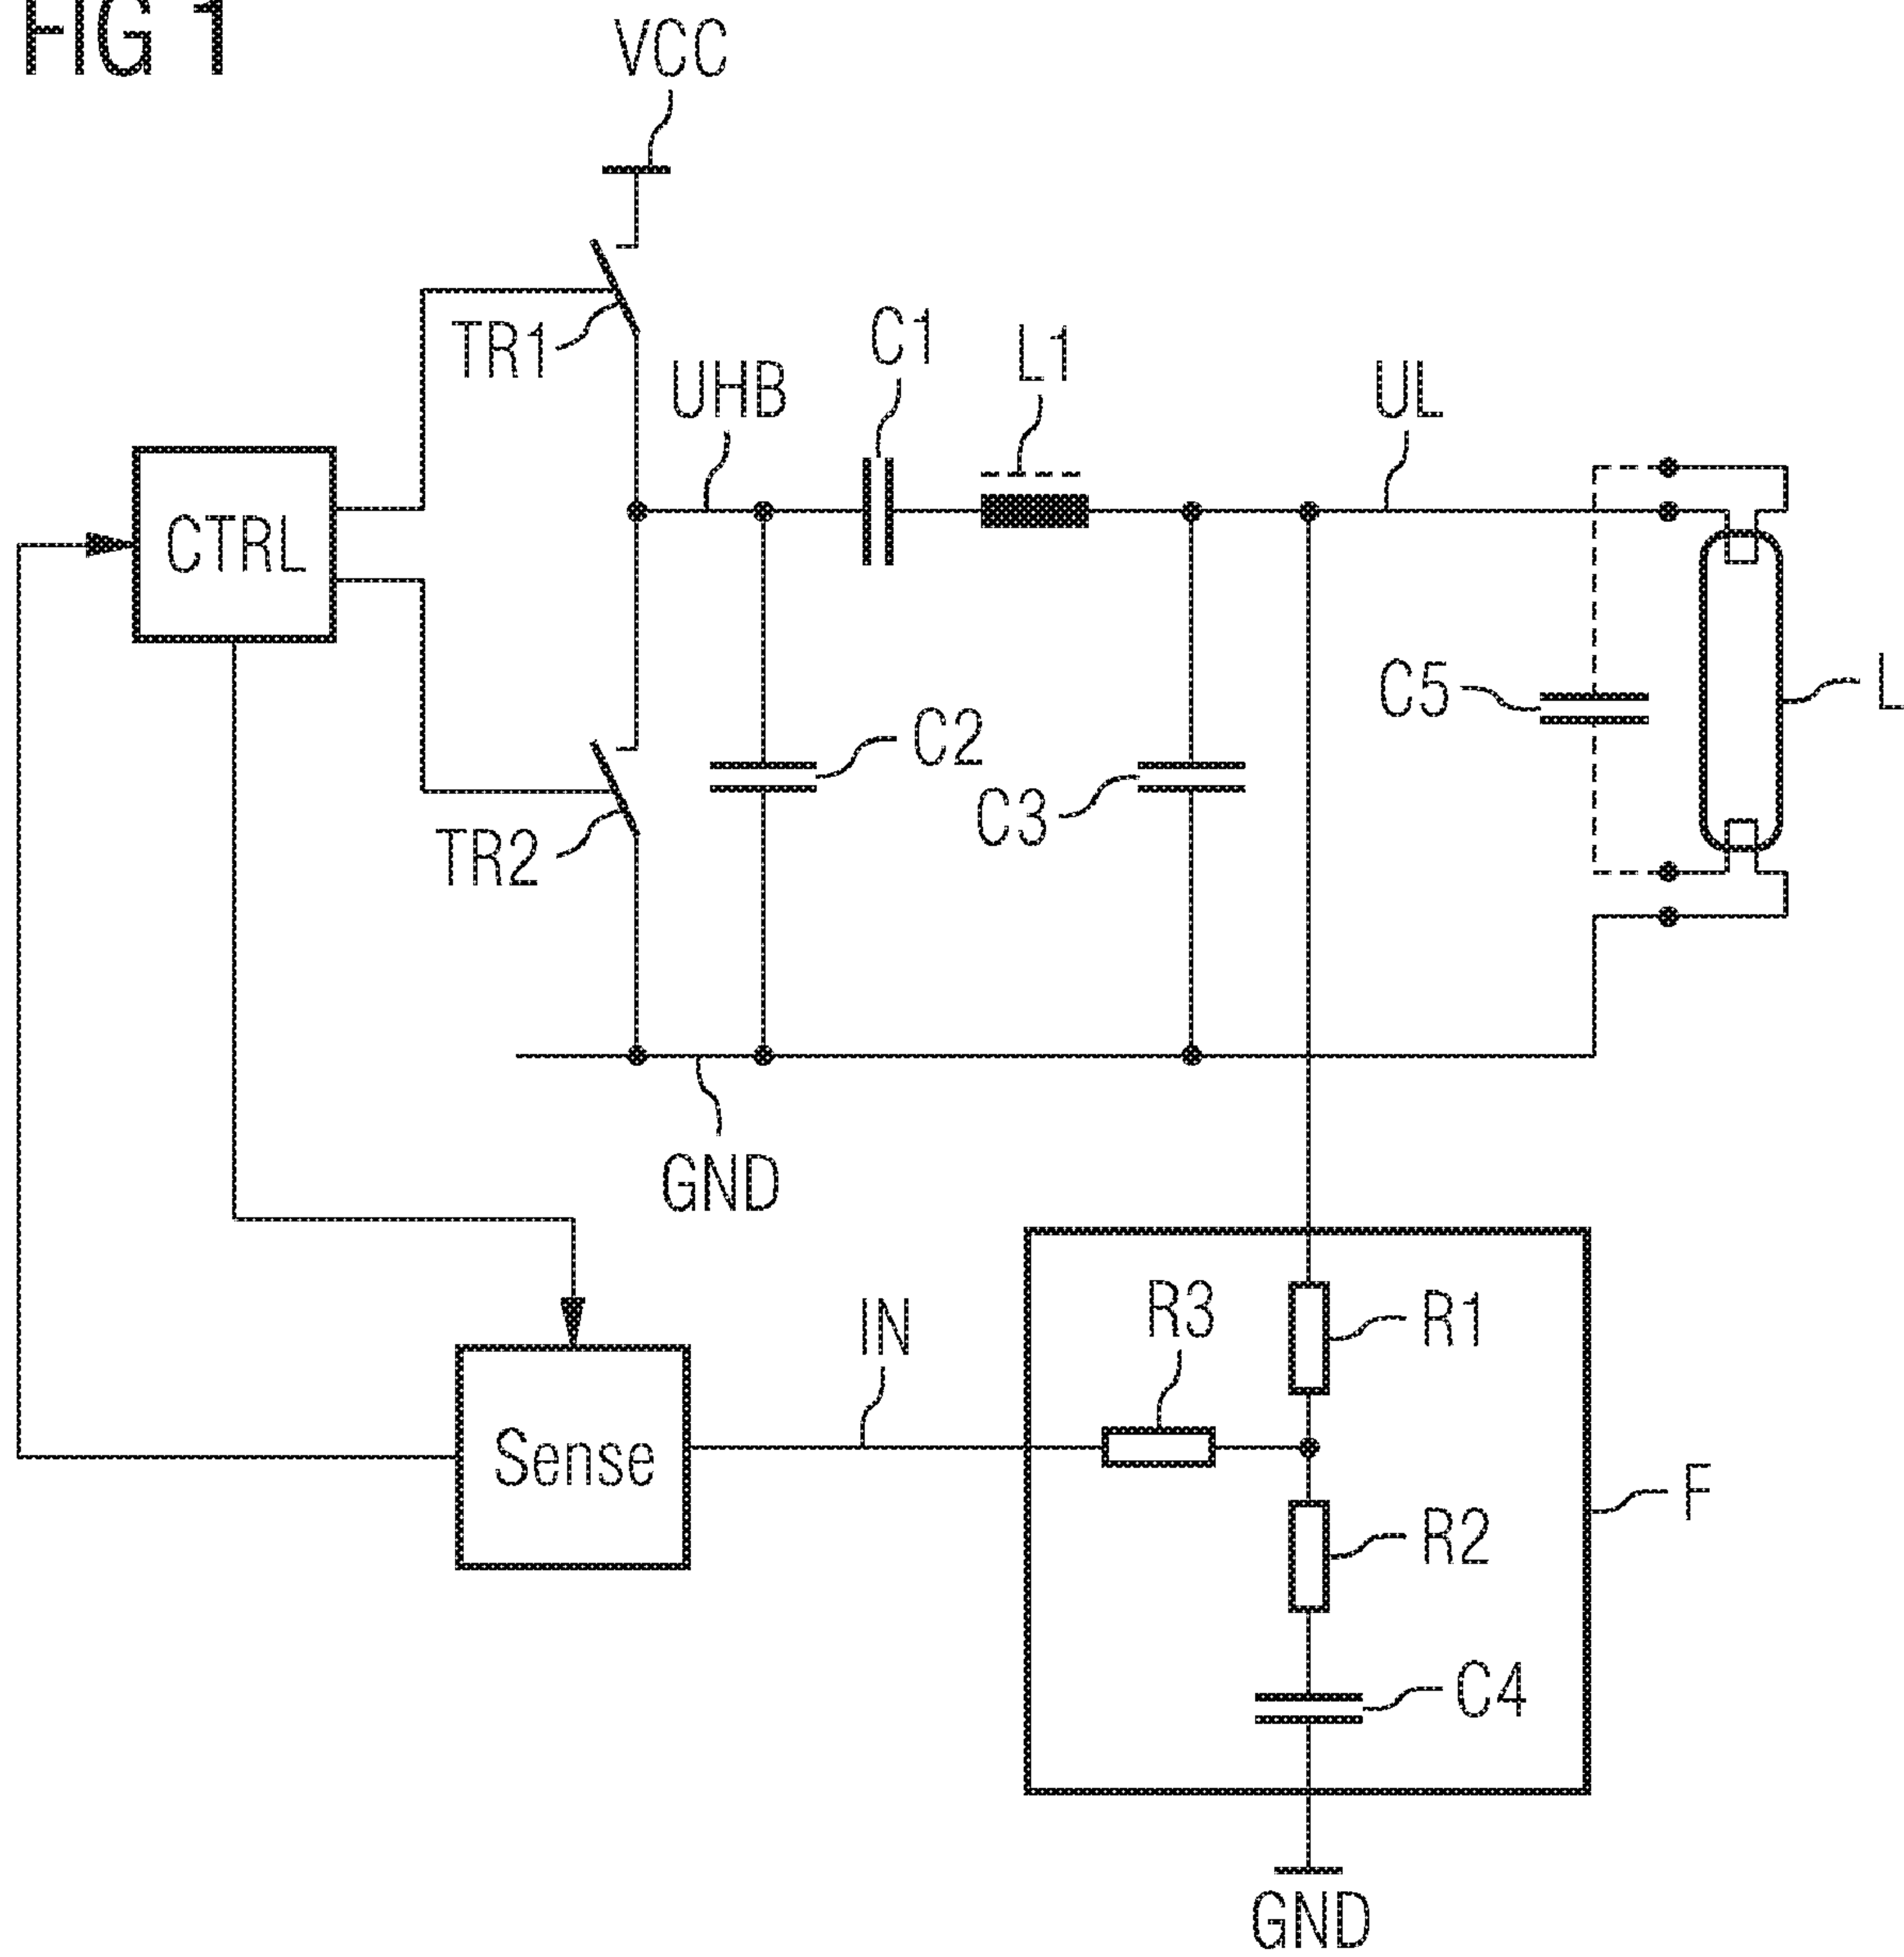 FIG 1
VCC
TR1
UHB
C1
L1
UL
CTRL
C5
L
C2
C3
TR2
GND
R3
R1
IN
Sense
F
R2
C4
GND